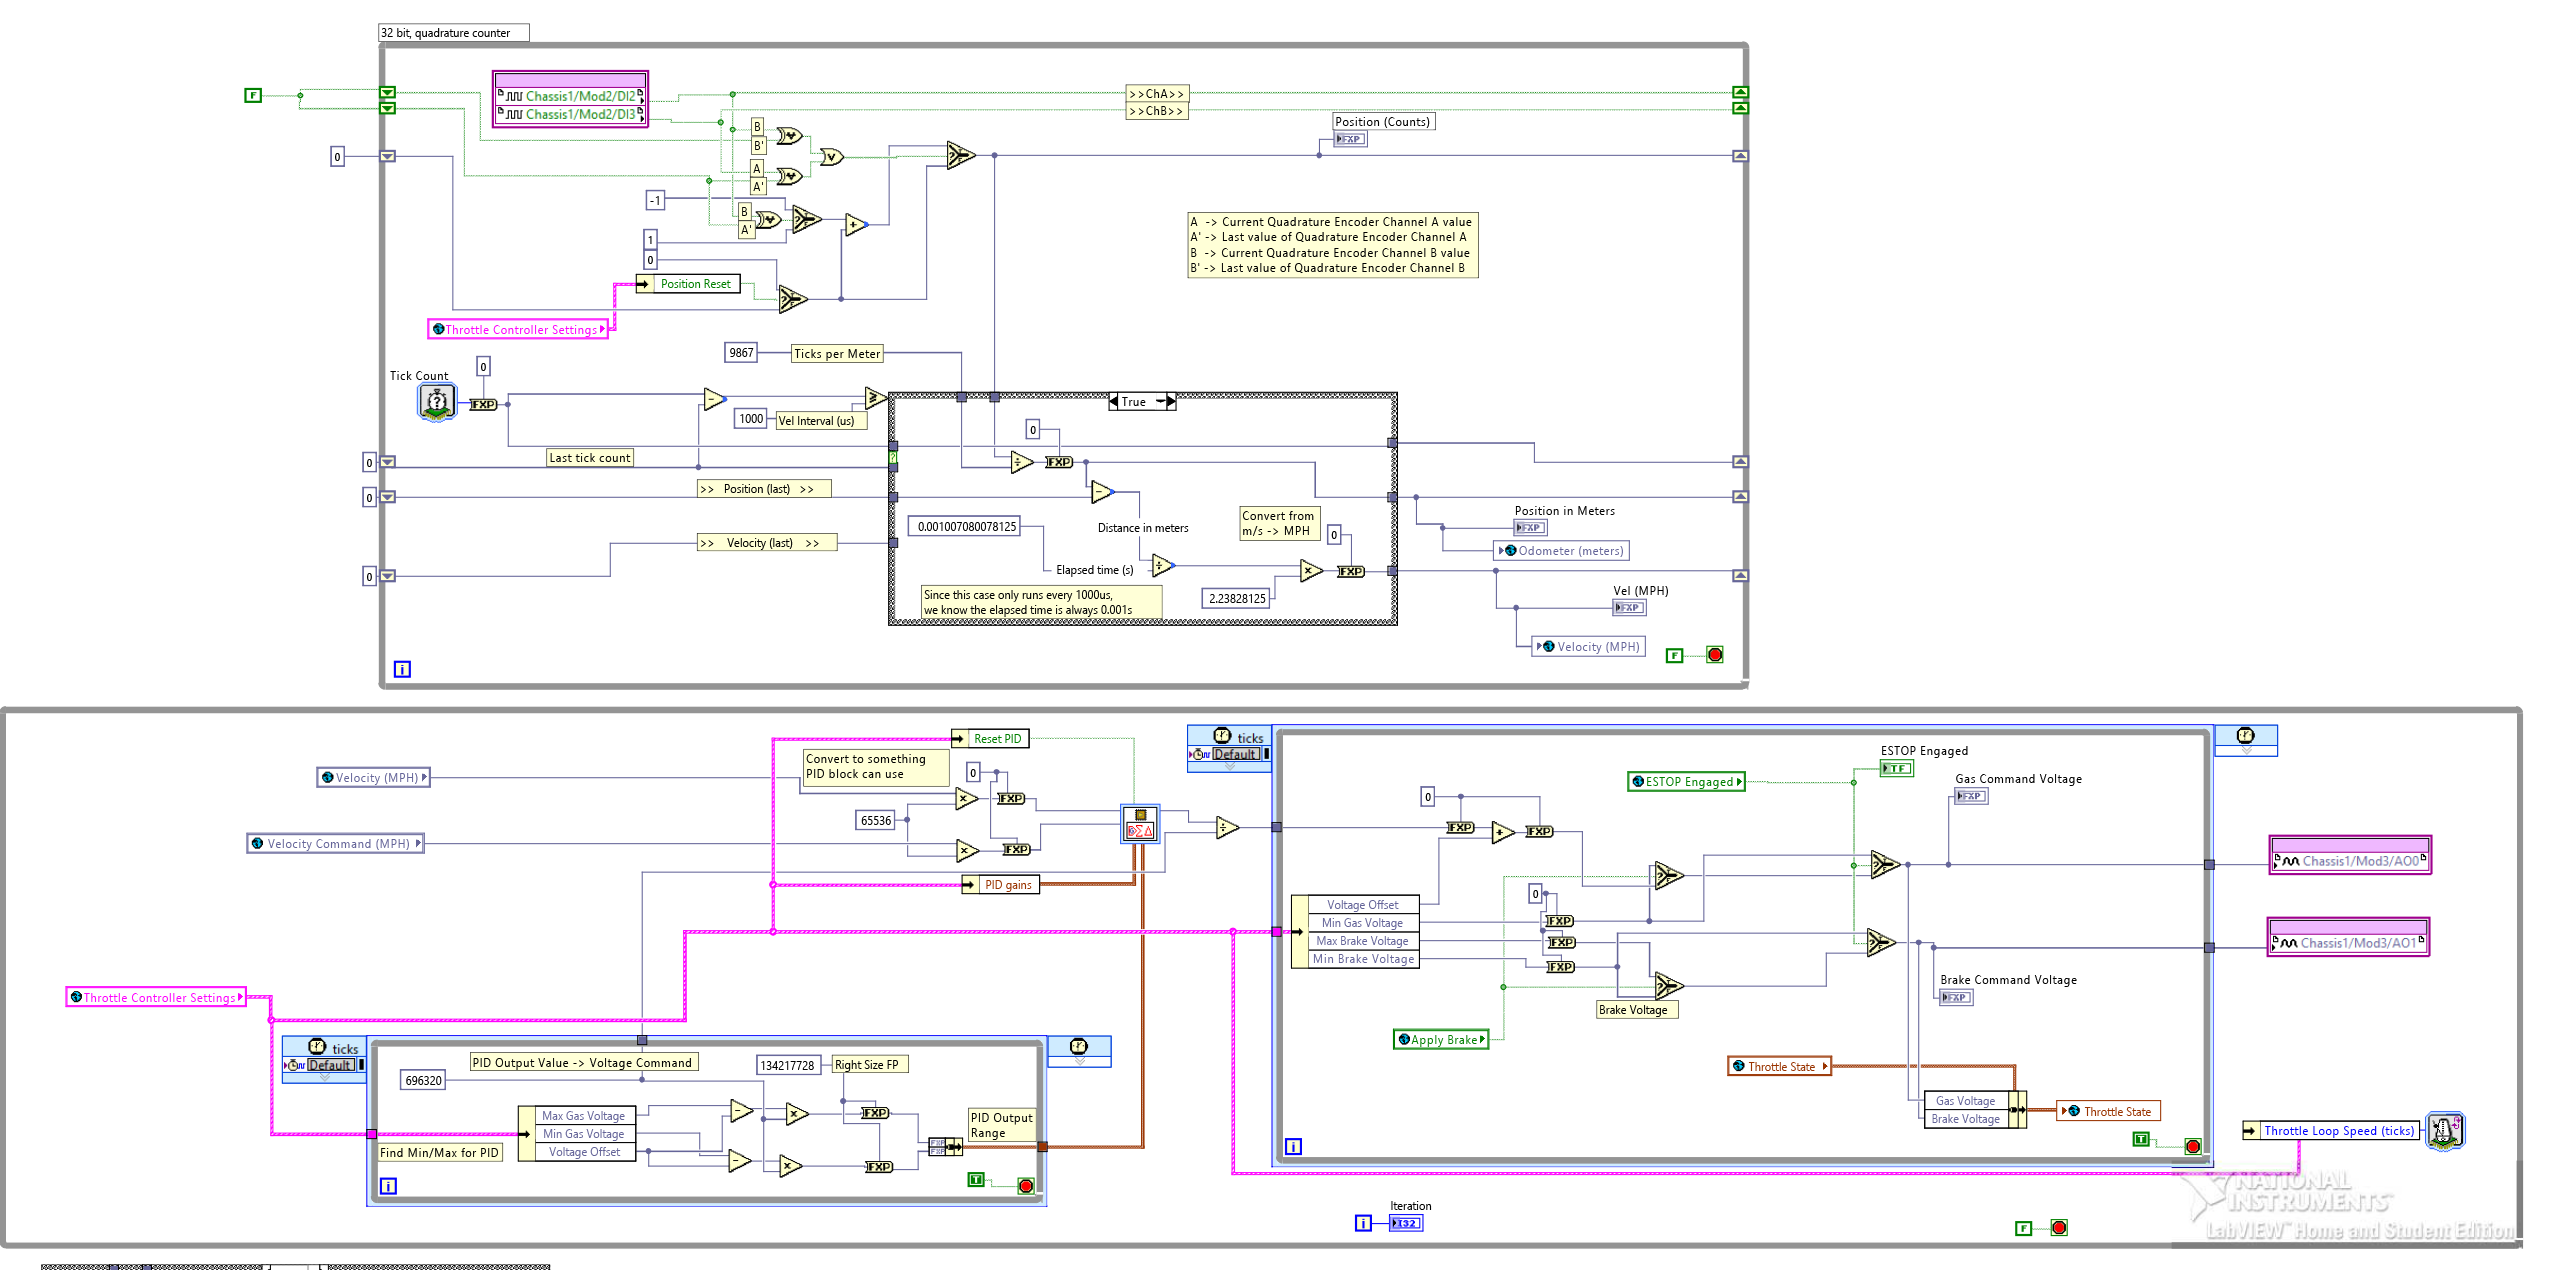 32 bit, quadrature counter
F
Chassis1/Mod2/DI2
Chassis1/Mod2/DI3
>>ChA>>
>>ChB>>
Position (Counts)
FXP
B
B'
V
0
A
A'
-1
B
A'
1
0
A -> Current Quadrature Encoder Channel A value
A' -> Last value of Quadrature Encoder Channel A
B -> Current Quadrature Encoder Channel B value
B' -> Last value of Quadrature Encoder Channel B
Position Reset
Throttle Controller Settings
9867
Ticks per Meter
0
Tick Count
FXP
1000
Vel Interval (us)
True
0
FXP
0
Last tick count
0
>> Position (last) >>
0.001007080078125
Distance in meters
Convert from
m/s -> MPH
0
Position in Meters
FXP
Odometer (meters)
>> Velocity (last) >>
Elapsed time (s)
FXP
0
Since this case only runs every 1000us,
we know the elapsed time is always 0.001s
2.23828125
Vel (MPH)
FXP
Velocity (MPH)
F
i
Reset PID
Convert to something
PID block can use
0
FXP
Velocity (MPH)
65536
Velocity Command (MPH)
FXP
PID gains
ticks
Default
ESTOP Engaged
TF
ESTOP Engaged
Gas Command Voltage
FXP
0
FXP
FXP
Chassis1/Mod3/AO0
Voltage Offset
Min Gas Voltage
Max Brake Voltage
Min Brake Voltage
0
FXP
FXP
FXP
Chassis1/Mod3/AO1
Brake Command Voltage
FXP
Brake Voltage
Throttle Controller Settings
Apply Brake
Throttle State
Gas Voltage
Brake Voltage
Throttle State
ticks
Default
PID Output Value -> Voltage Command
134217728
Right Size FP
696320
Max Gas Voltage
Min Gas Voltage
Voltage Offset
FXP
FXP
FXP
FXP
PID Output
Range
Find Min/Max for PID
T
i
T
i
Throttle Loop Speed (ticks)
Iteration
i
I32
F
NATIONAL
INSTRUMENTS™
LabVIEW™ Home and Student Edition